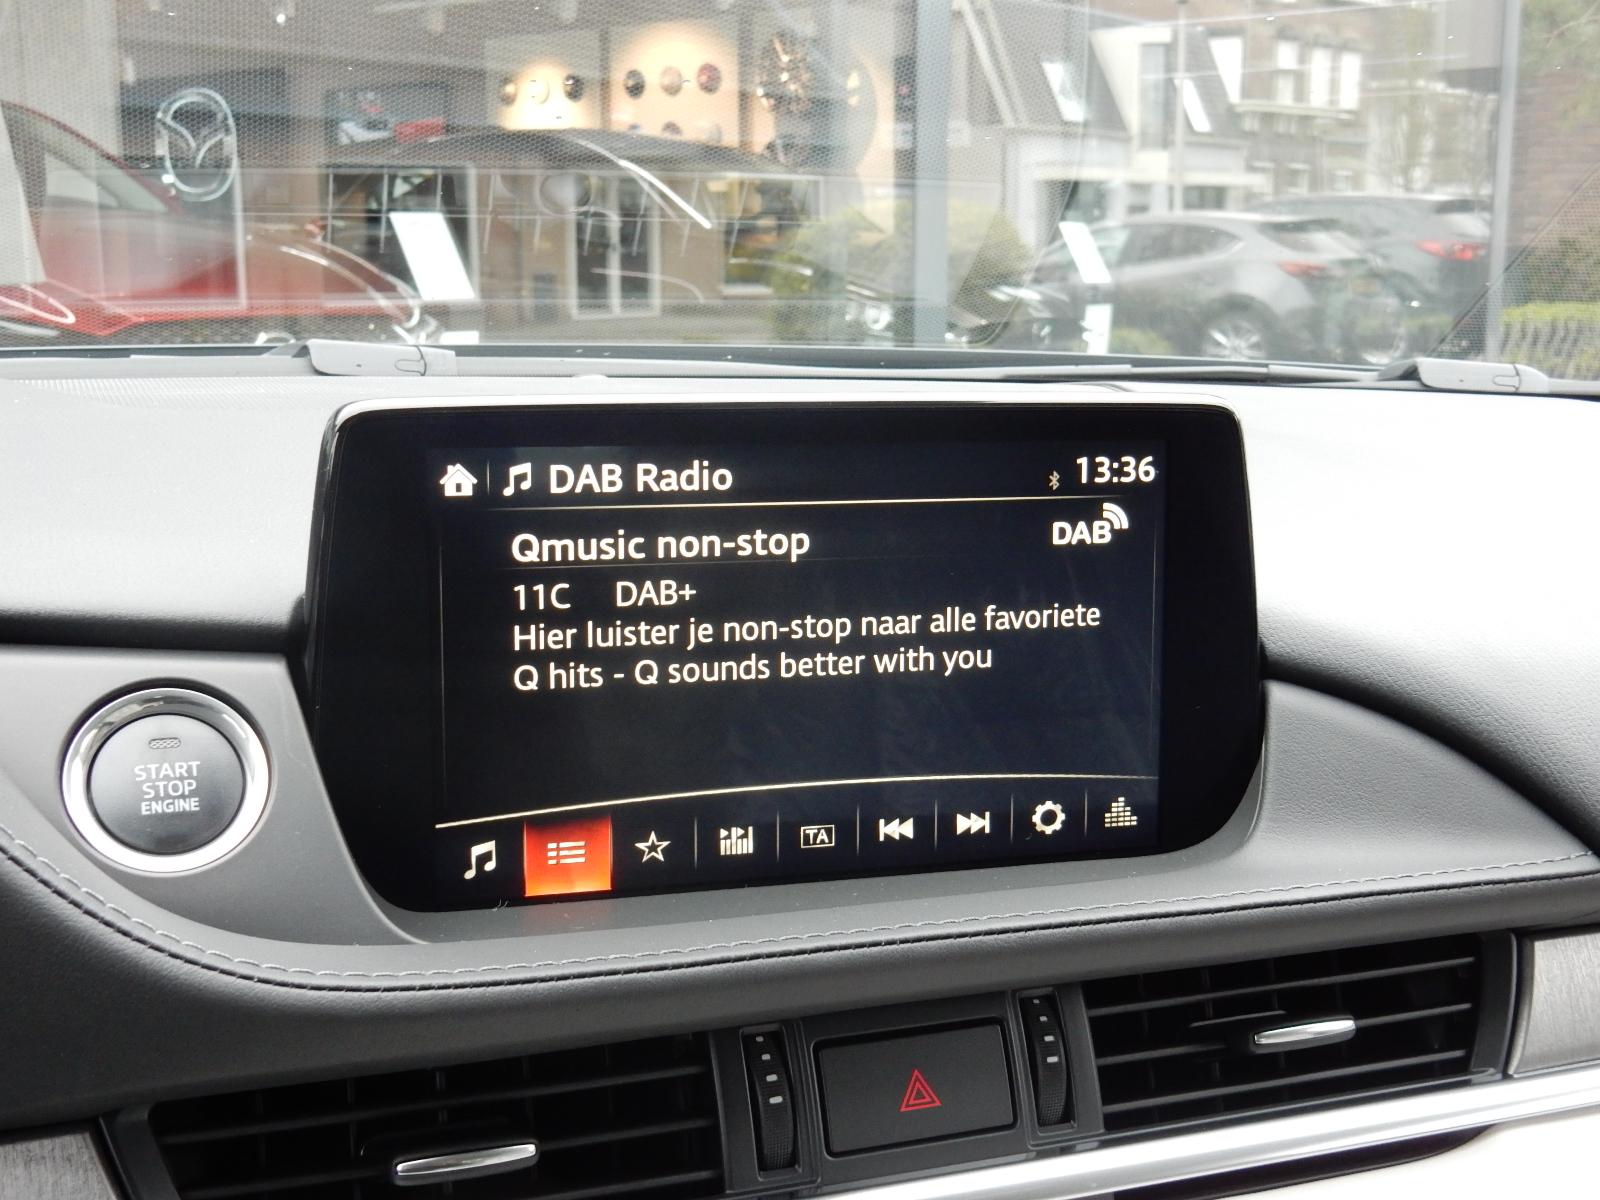 DAB Radio
13:36
Qmusic non-stop
DAB
11C DAB+
Hier luister je non-stop naar alle favoriete
Q hits - Q sounds better with you
TA
START
STOP
ENGINE